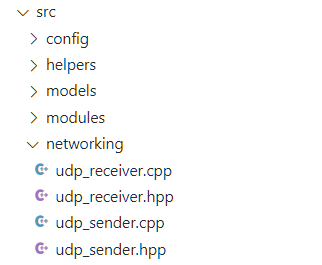 src
config
helpers
models
modules
networking
udp_receiver.cpp
udp_receiver.hpp
udp_sender.cpp
udp_sender.hpp